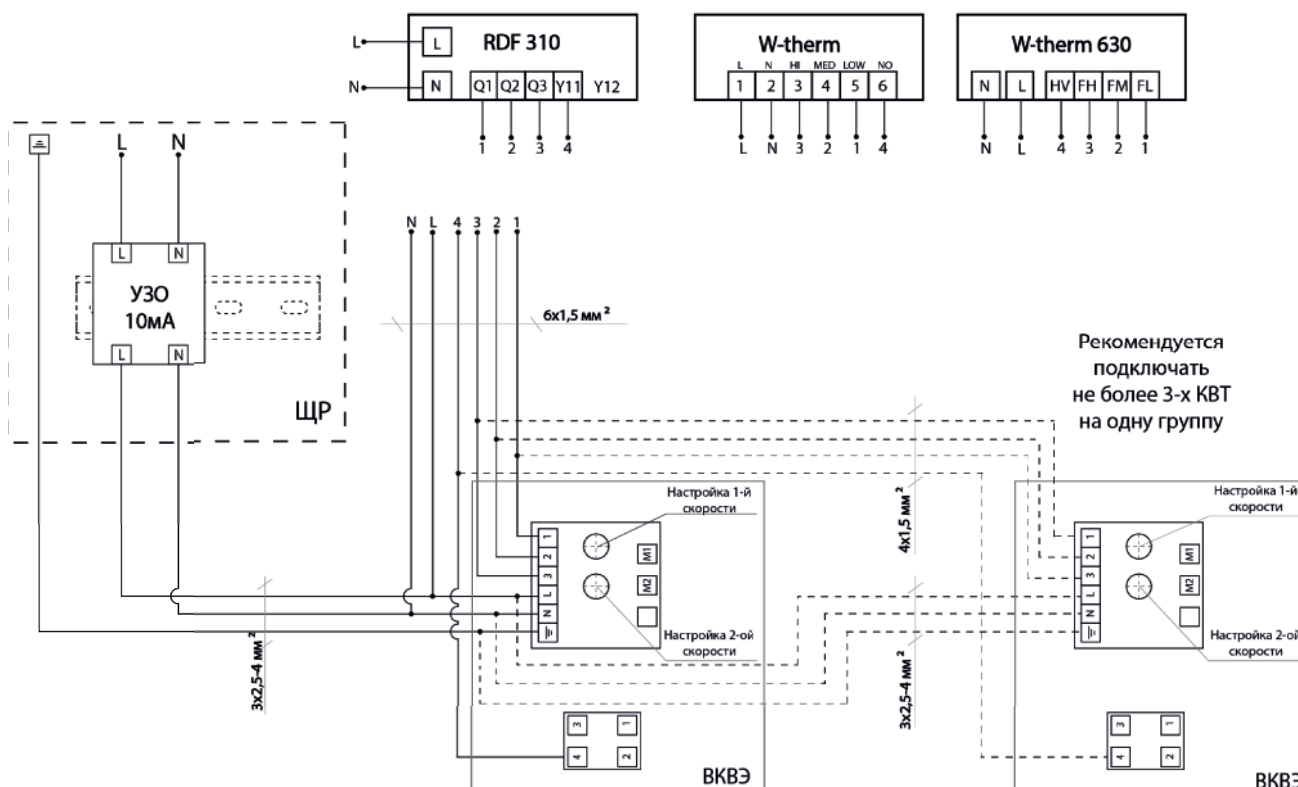 L
N
L
RDF 310
N
Q1 Q2 Q3 Y11 Y12
1 2 3 4
W-therm
L N HI MED LOW NO
1 2 3 4 5 6
L N 3 2 1 4
W-therm 630
N L HV FH FM FL
N L 4 3 2 1
L N
L N
УЗО
10мА
L N
ЩР
N L 4 3 2 1
6х1,5 мм²
Рекомендуется
подключать
не более 3-х КВТ
на одну группу
4х1,5 мм²
3х2,5-4 мм²
3х2,5-4 мм²
Настройка 1-й
скорости
1
2
3
L
N
M1
M2
Настройка 2-ой
скорости
3 1
4 2
ВКВЭ
Настройка 1-й
скорости
1
2
3
L
N
M1
M2
Настройка 2-ой
скорости
3 1
4 2
ВКВЭ